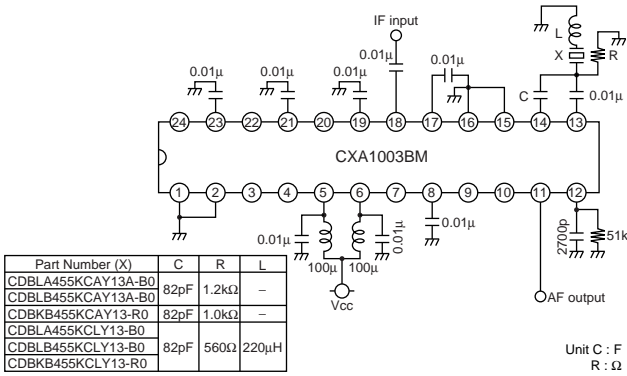 IF input
0.01μ
L
X
R
0.01μ
0.01μ
0.01μ
0.01μ
C
0.01μ
24 23 22 21 20 19 18 17 16 15 14 13
CXA1003BM
1 2 3 4 5 6 7 8 9 10 11 12
0.01μ
0.01μ
0.01μ
2700p
51k
100μ
100μ
Vcc
AF output
Part Number (X) C R L
CDBLA455KCAY13A-B0
CDBLB455KCAY13A-B0
82pF 1.2kΩ –
CDBKB455KCAY13-R0 82pF 1.0kΩ –
CDBLA455KCLY13-B0
CDBLB455KCLY13-B0
CDBKB455KCLY13-R0
82pF 560Ω 220μH
Unit C : F
R : Ω